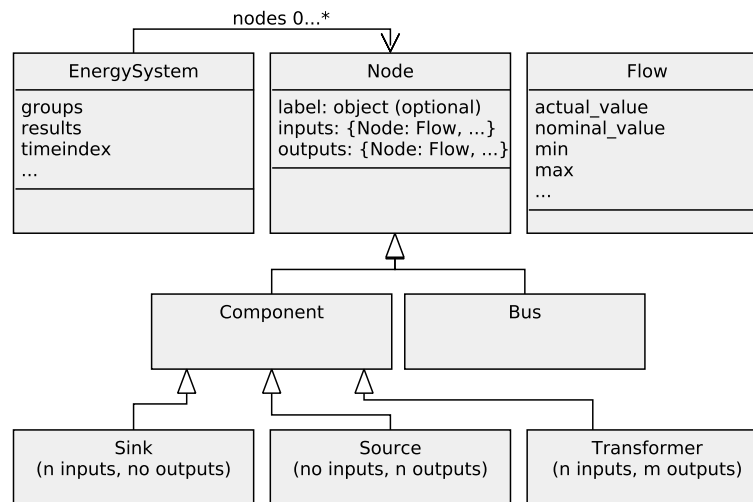 nodes 0...*
EnergySystem
groups
results
timeindex
...
Node
label: object (optional)
inputs: {Node: Flow, ...}
outputs: {Node: Flow, ...}
Flow
actual_value
nominal_value
min
max
...
Component
Bus
Sink
(n inputs, no outputs)
Source
(no inputs, n outputs)
Transformer
(n inputs, m outputs)